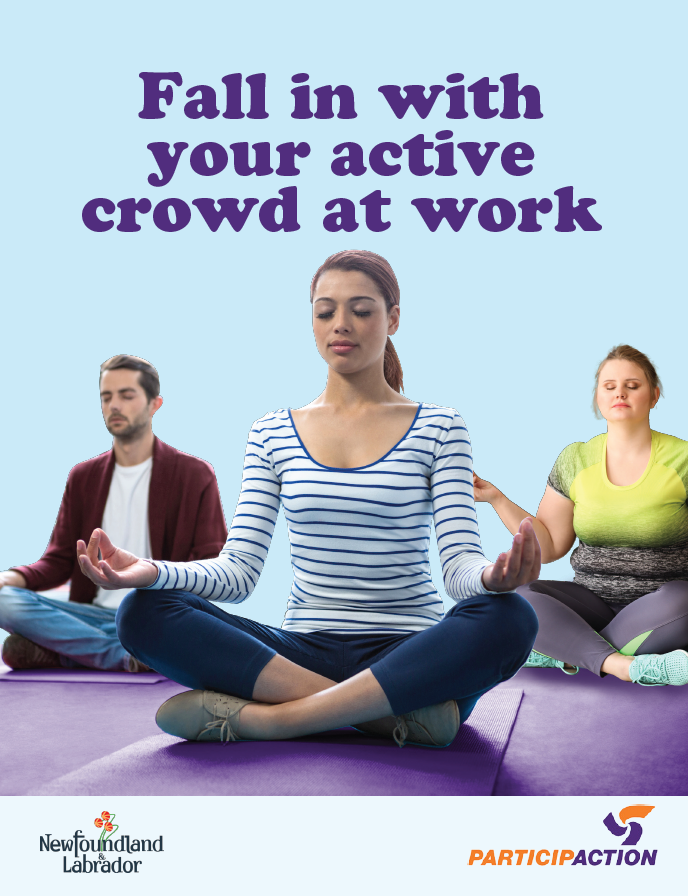 Fall in with
your active
crowd at work
Newfoundland
&
Labrador
PARTICIPACTION